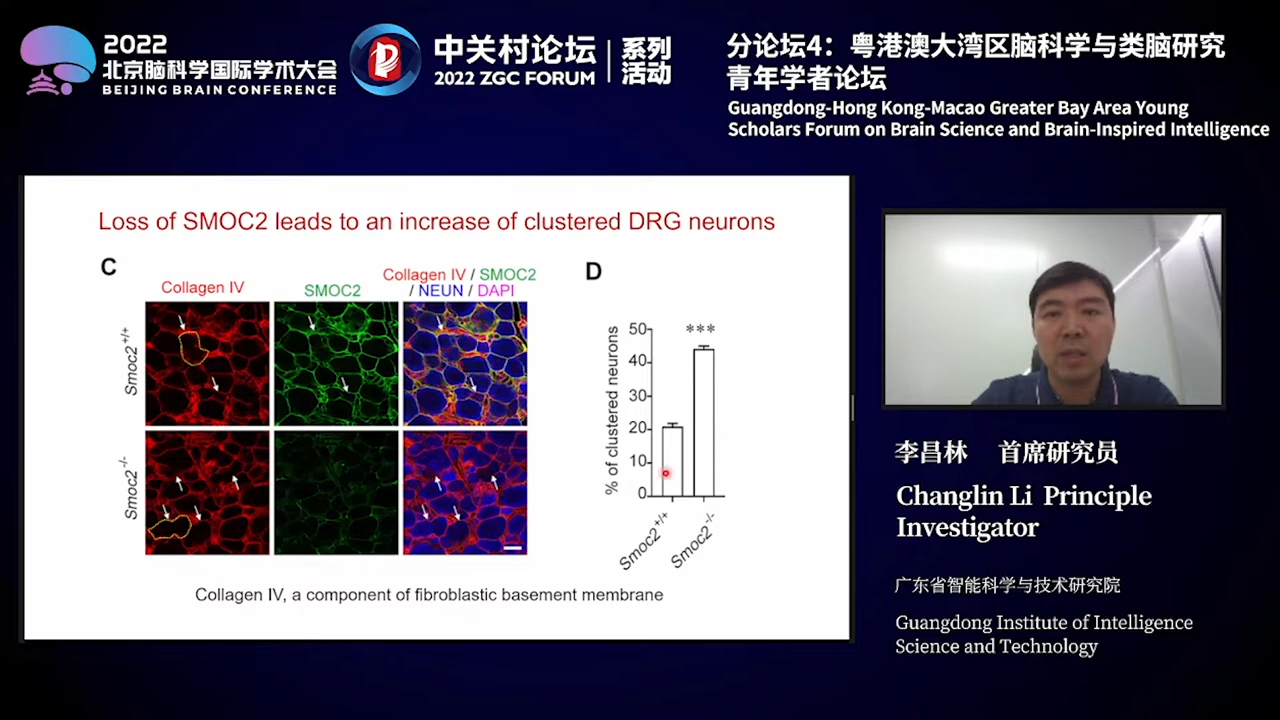 2022
北京脑科学国际学术大会
BEIJING BRAIN CONFERENCE
中关村论坛
2022 ZGC FORUM
系列
活动
分论坛4：粤港澳大湾区脑科学与类脑研究
青年学者论坛
Guangdong-Hong Kong-Macao Greater Bay Area Young
Scholars Forum on Brain Science and Brain-Inspired Intelligence
Loss of SMOC2 leads to an increase of clustered DRG neurons
C
Collagen IV
SMOC2
Collagen IV / SMOC2
/ NEUN / DAPI
Smoc2+/+
Smoc2-/-
D
% of clustered neurons
50
40
30
20
10
0
***
Smoc2+/+
Smoc2-/-
Collagen IV, a component of fibroblastic basement membrane
李昌林 首席研究员
Changlin Li Principle
Investigator
广东省智能科学与技术研究院
Guangdong Institute of Intelligence
Science and Technology